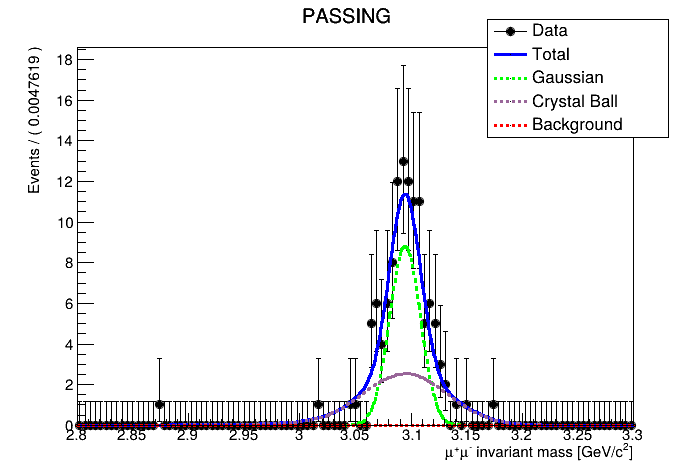 PASSING
Data
Total
Gaussian
Crystal Ball
Background
Events / ( 0.0047619 )
18
16
14
12
10
8
6
4
2
0
2.8 2.85 2.9 2.95 3 3.05 3.1 3.15 3.2 3.25 3.3
μ⁺μ⁻ invariant mass [GeV/c²]